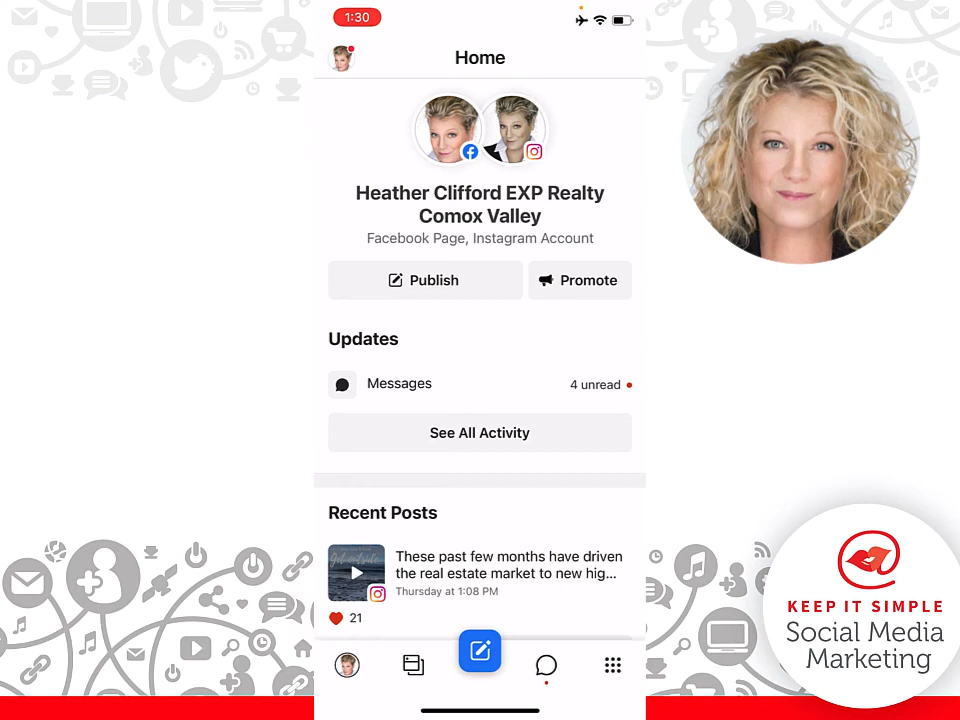 1:30
Home
Heather Clifford EXP Realty
Comox Valley
Facebook Page, Instagram Account
Publish
Promote
Updates
Messages
4 unread
See All Activity
Recent Posts
These past few months have driven
the real estate market to new hig...
Thursday at 1:08 PM
21
KEEP IT SIMPLE
Social Media
Marketing